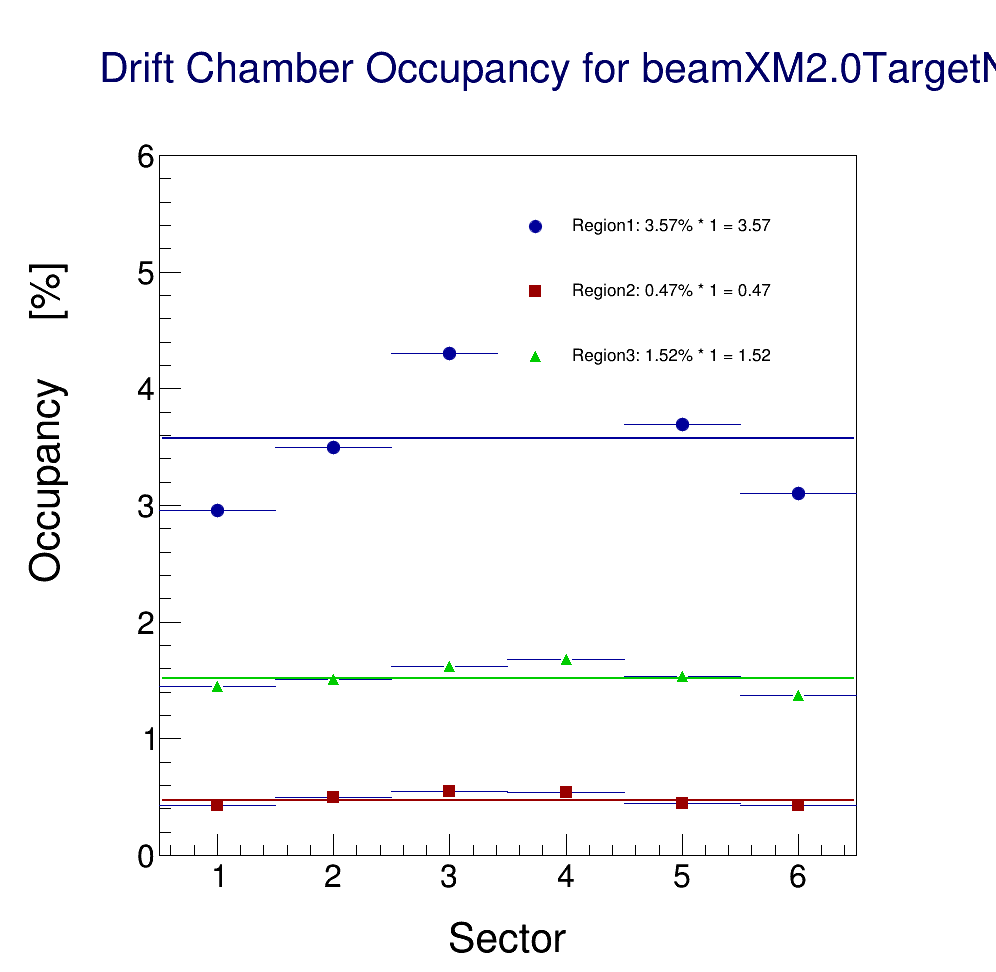 Drift Chamber Occupancy for beamXM2.0Target
Occupancy [%]
6
5
4
3
2
1
0
Region1: 3.57% * 1 = 3.57
Region2: 0.47% * 1 = 0.47
Region3: 1.52% * 1 = 1.52
1 2 3 4 5 6
Sector